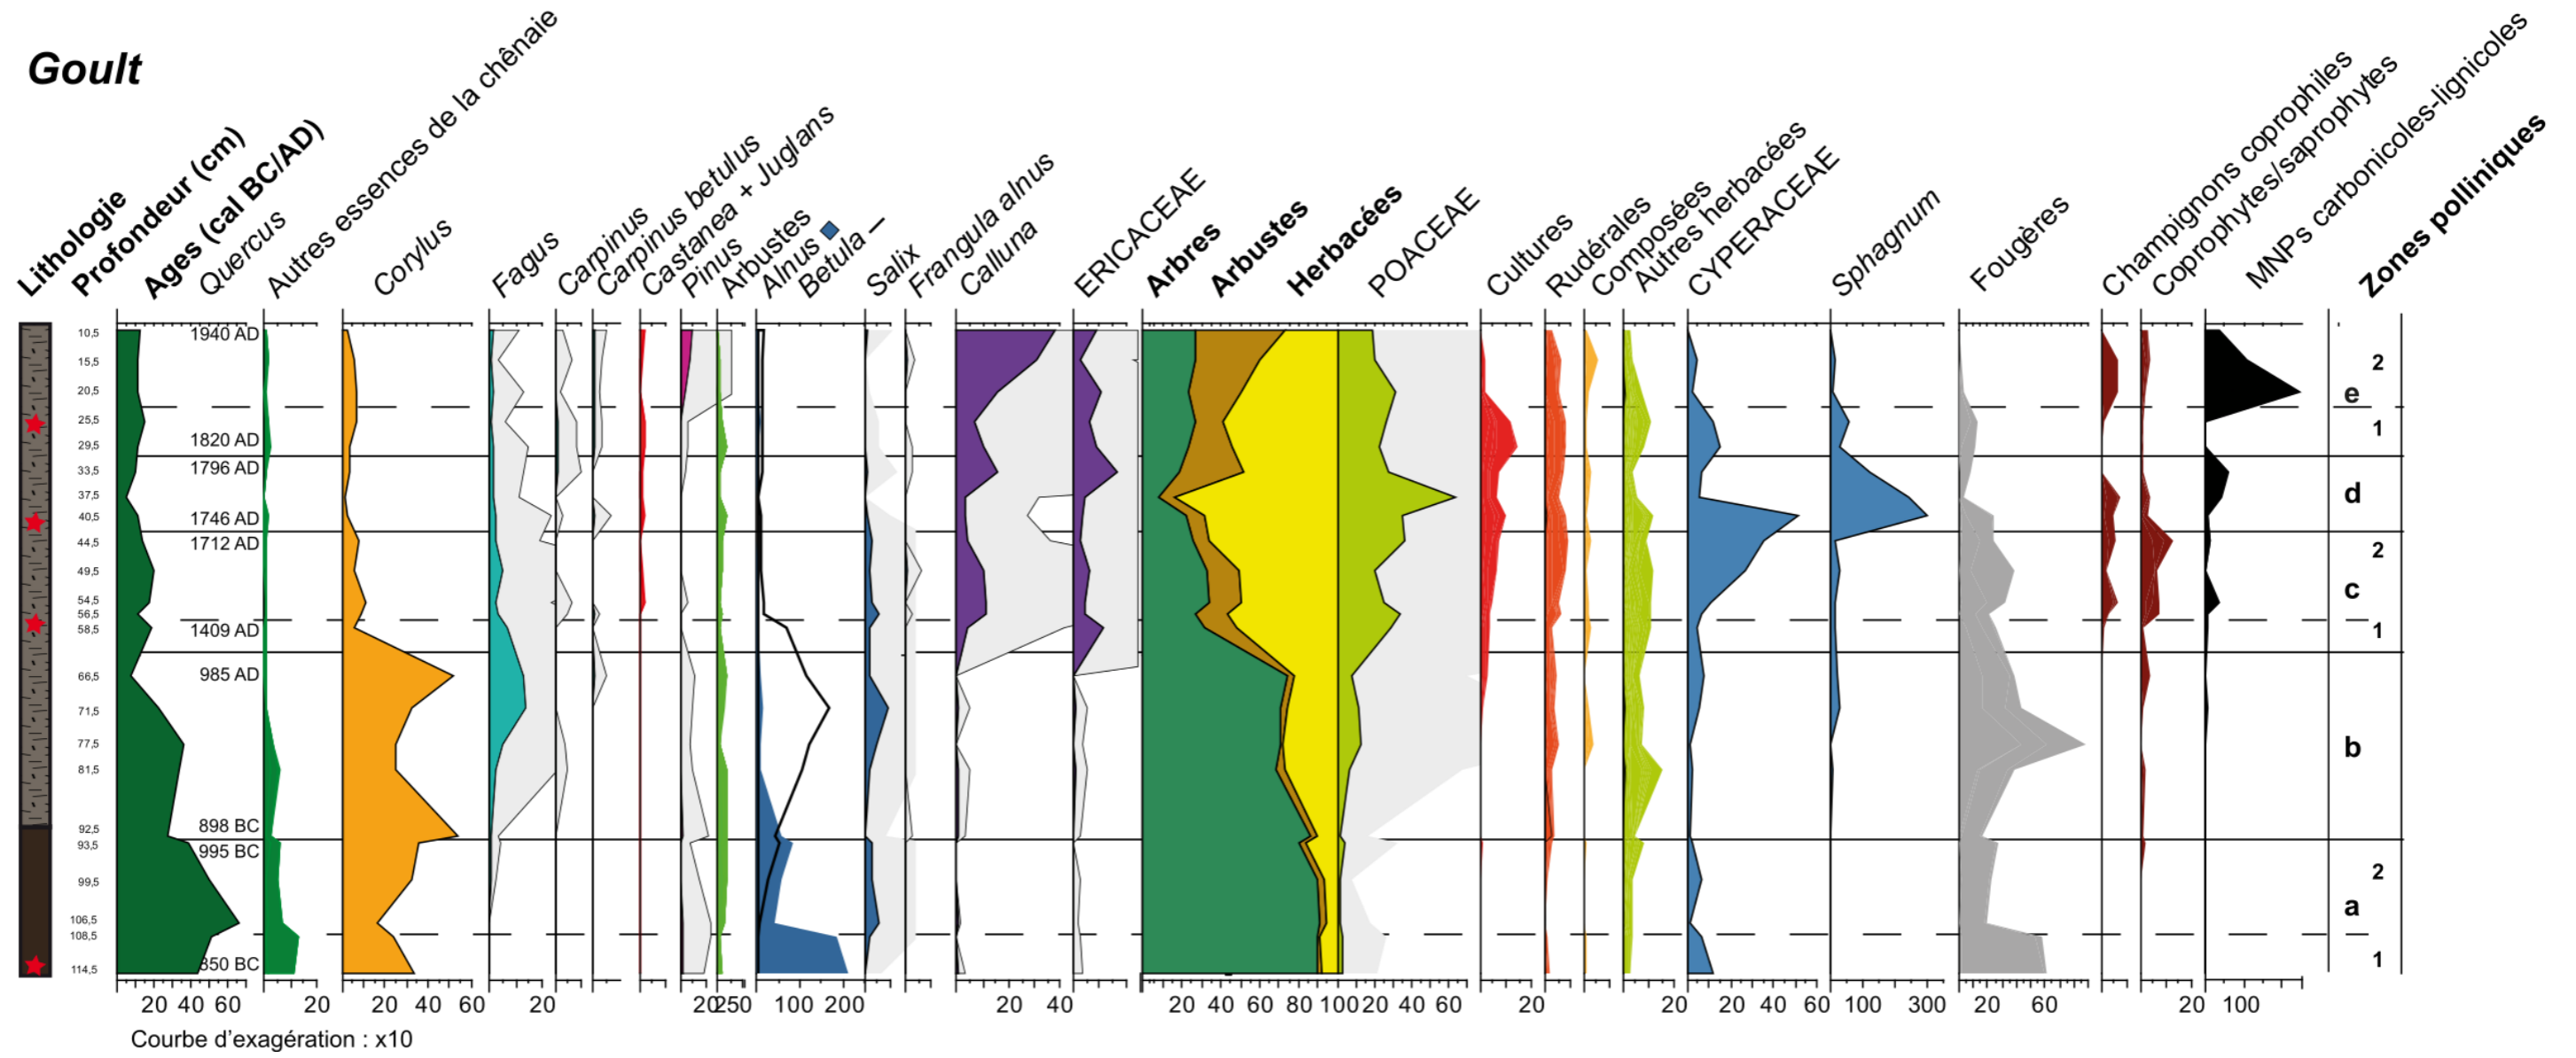 Goult
Lithologie
Profondeur (cm)
Ages (cal BC/AD)
Quercus
Autres essences de la chênaie
Corylus
Fagus
Carpinus
Carpinus betulus
Castanea + Juglans
Pinus
Arbustes
Alnus
Betula
Salix
Frangula alnus
Calluna
ERICACEAE
Arbres
Arbustes
Herbacées
POACEAE
Cultures
Rudérales
Composées
Autres herbacées
CYPERACEAE
Sphagnum
Fougères
Champignons coprophiles
Coprophytes/saprophytes
MNPs carbonicoles-lignicoles
Zones polliniques
10,5 1940 AD
15,5 2
20,5 e
25,5 1
29,5 1820 AD
33,5 1796 AD
37,5 d
40,5 1746 AD
44,5 1712 AD 2
49,5
54,5 c
56,5
58,5 1409 AD 1
66,5 985 AD
71,5
77,5 b
81,5
92,5 898 BC
93,5 995 BC
99,5 2
106,5 a
108,5
114,5 350 BC 1
20 40 60 20 20 40 60 20 20 250 100 200 20 40 20 40 60 80 100 20 40 60 20 20 20 40 60 100 300 20 60 20 100
Courbe d'exagération : x10